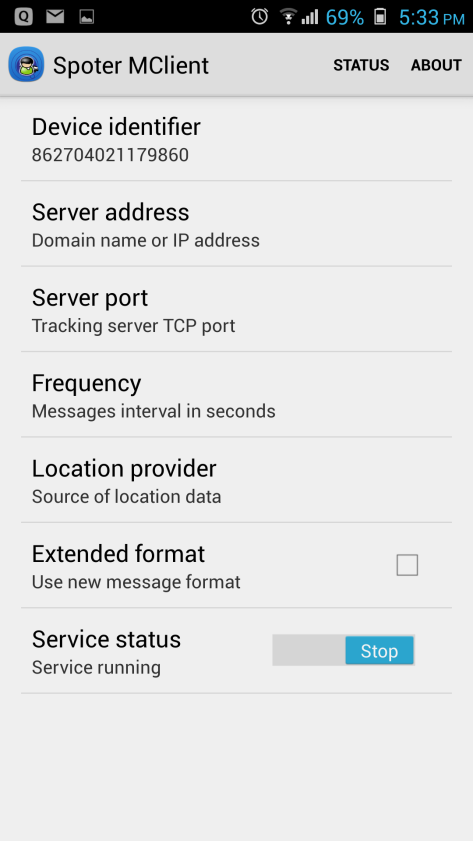 Q
69%
5:33 PM
Spoter MClient
STATUS
ABOUT
Device identifier
862704021179860
Server address
Domain name or IP address
Server port
Tracking server TCP port
Frequency
Messages interval in seconds
Location provider
Source of location data
Extended format
Use new message format
Service status
Service running
Stop